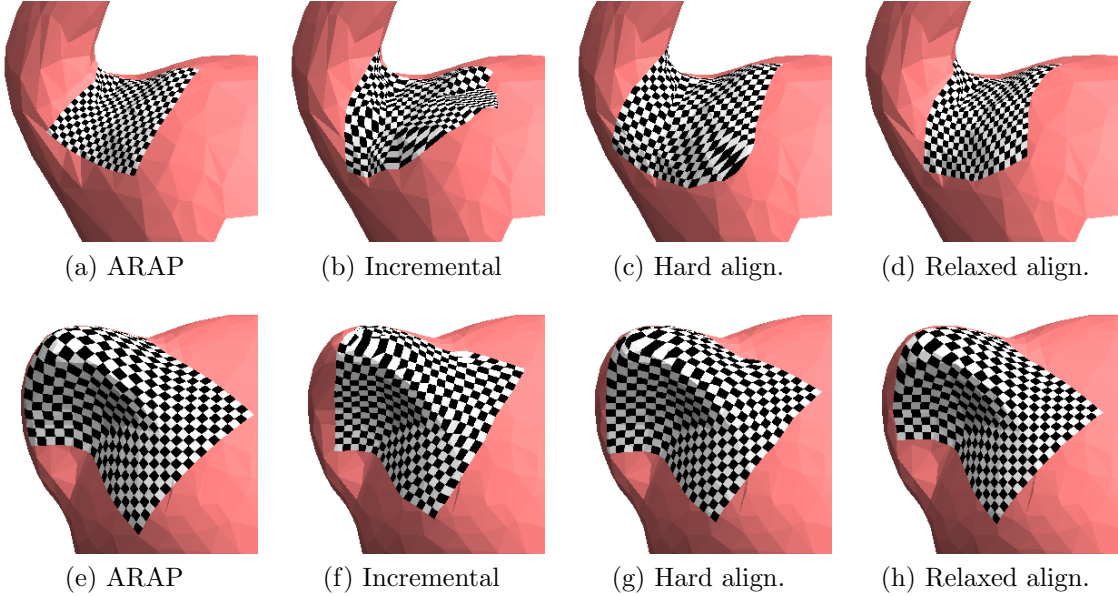 (a) ARAP
(b) Incremental
(c) Hard align.
(d) Relaxed align.
(e) ARAP
(f) Incremental
(g) Hard align.
(h) Relaxed align.